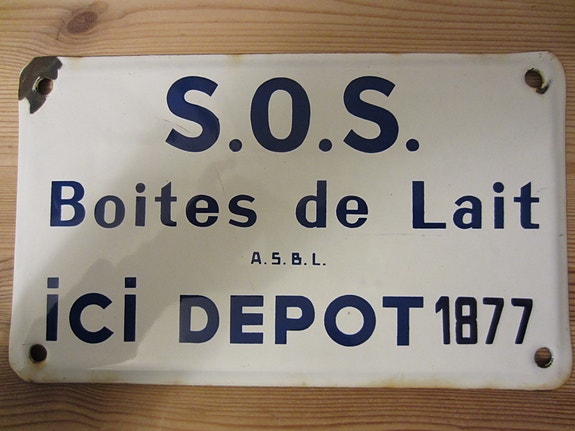 S.O.S.
Boites de Lait
A.S.B.L.
ici DEPOT 1877